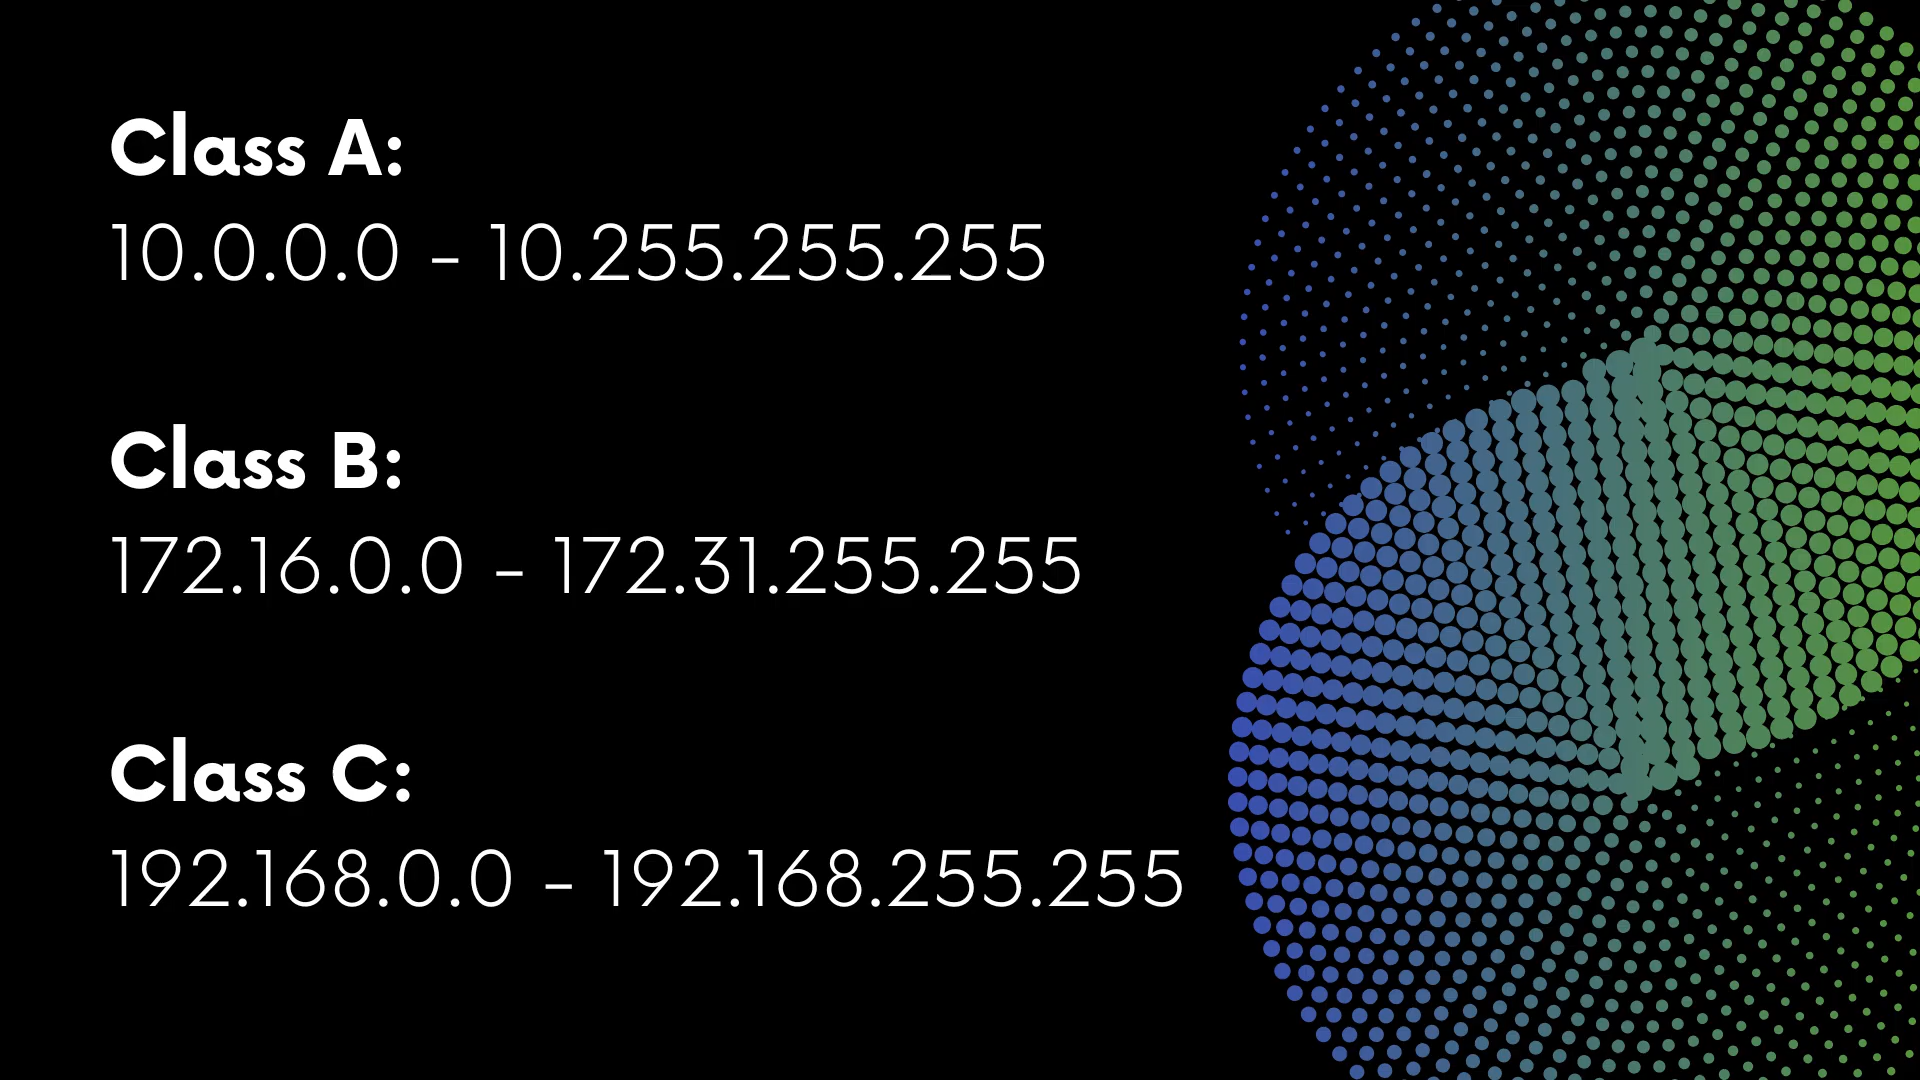 Class A:
10.0.0.0 - 10.255.255.255
Class B:
172.16.0.0 - 172.31.255.255
Class C:
192.168.0.0 - 192.168.255.255